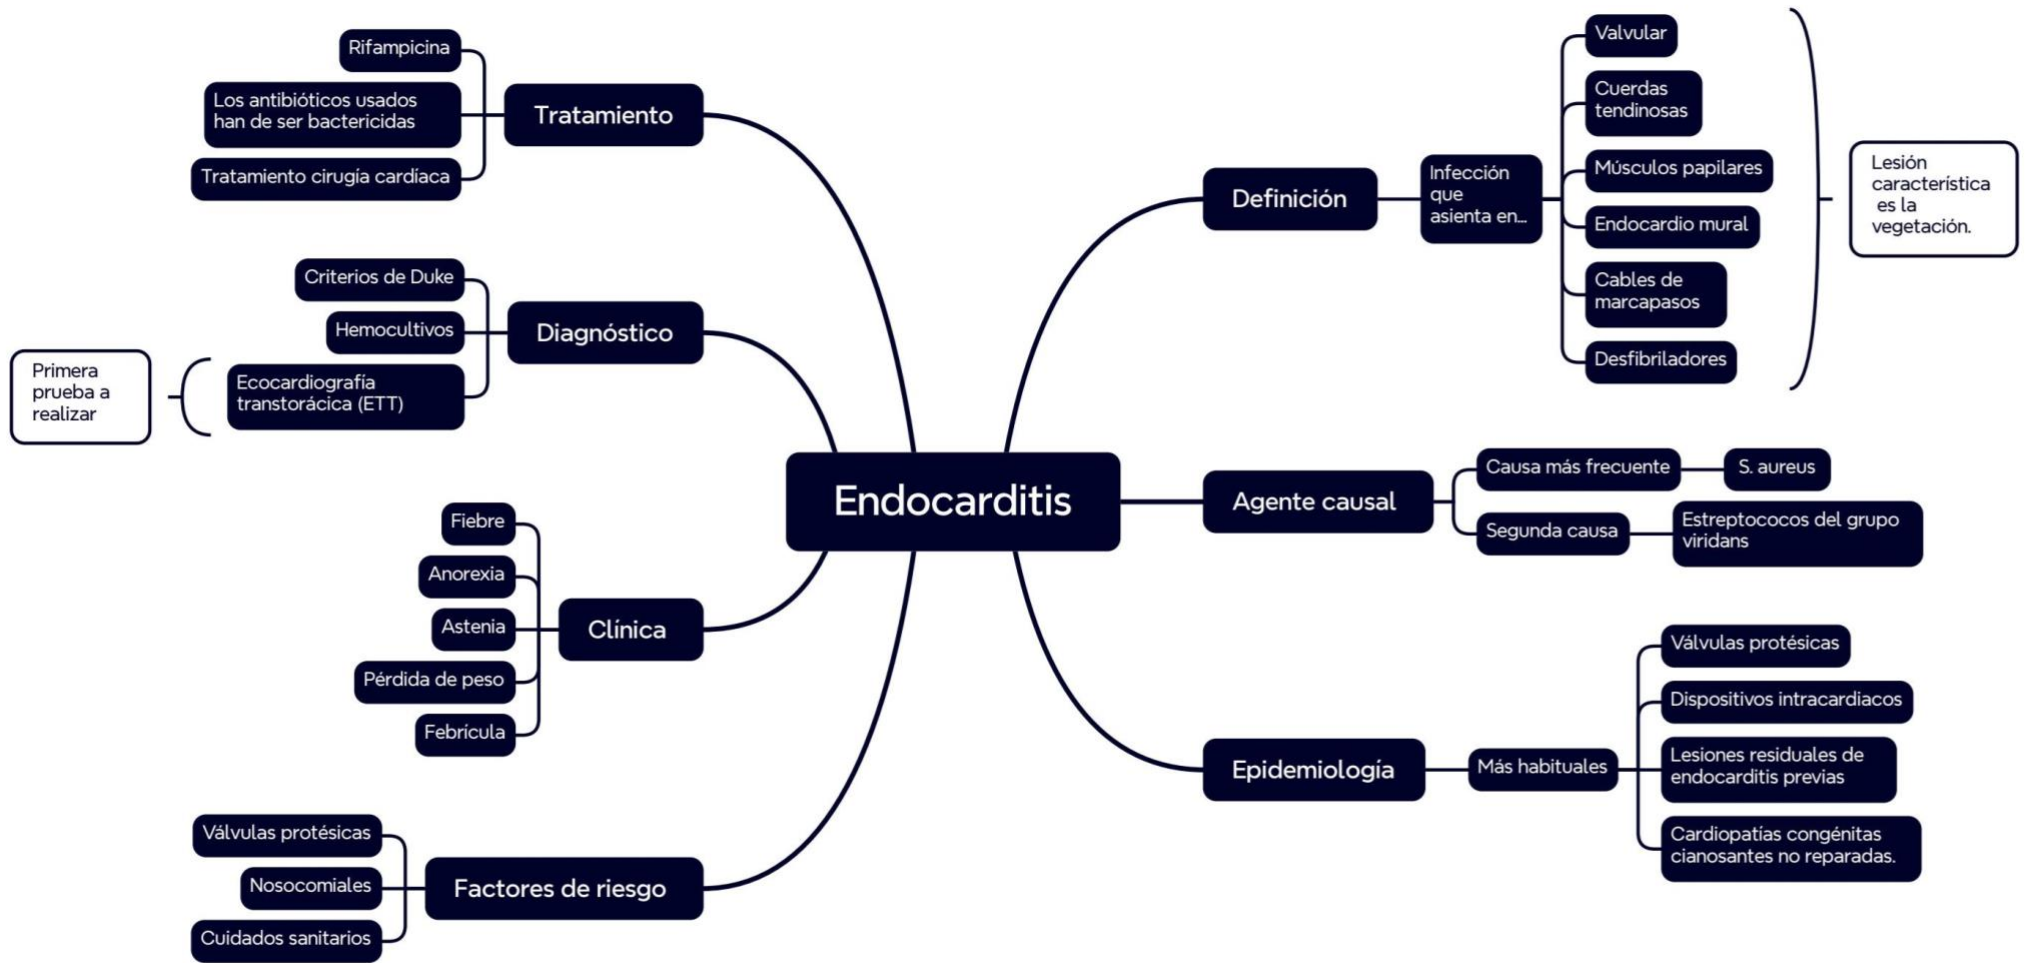 Endocarditis
Tratamiento
Rifampicina
Los antibióticos usados
han de ser bactericidas
Tratamiento cirugía cardíaca
Diagnóstico
Criterios de Duke
Hemocultivos
Ecocardiografía
transtorácica (ETT)
Primera
prueba a
realizar
Clínica
Fiebre
Anorexia
Astenia
Pérdida de peso
Febrícula
Factores de riesgo
Válvulas protésicas
Nosocomiales
Cuidados sanitarios
Definición
Infección
que
asienta en...
Valvular
Cuerdas
tendinosas
Músculos papilares
Endocardio mural
Cables de
marcapasos
Desfibriladores
Lesión
característica
es la
vegetación.
Agente causal
Causa más frecuente
S. aureus
Segunda causa
Estreptococos del grupo
viridans
Epidemiología
Más habituales
Válvulas protésicas
Dispositivos intracardiacos
Lesiones residuales de
endocarditis previas
Cardiopatías congénitas
cianosantes no reparadas.